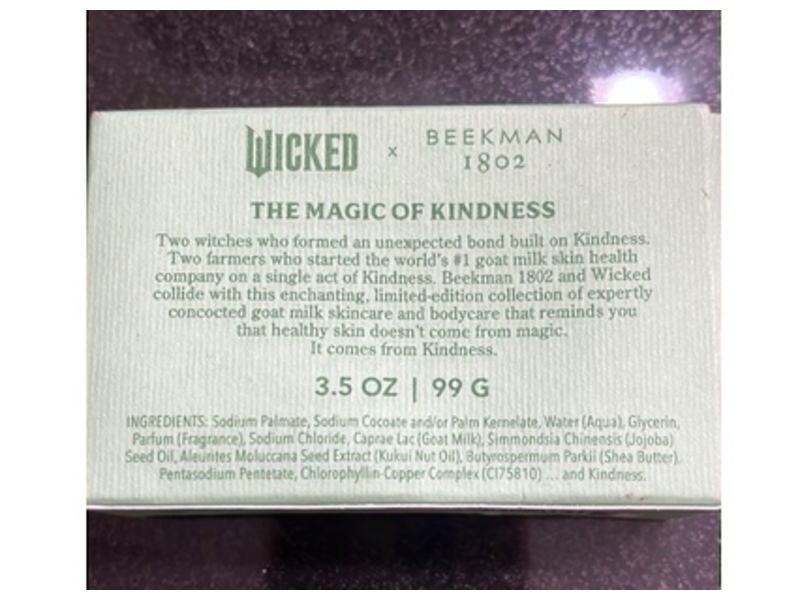 WICKED x BEEKMAN 1802
THE MAGIC OF KINDNESS
Two witches who formed an unexpected bond built on Kindness.
Two farmers who started the world's #1 goat milk skin health
company on a single act of Kindness. Beekman 1802 and Wicked
collide with this enchanting, limited-edition collection of expertly
concocted goat milk skincare and bodycare that reminds you
that healthy skin doesn't come from magic.
It comes from Kindness.
3.5 OZ | 99 G
INGREDIENTS: Sodium Palmate, Sodium Cocoate and/or Palm Kernelate, Water (Aqua), Glycerin,
Parfum (Fragrance), Sodium Chloride, Caprae Lac (Goat Milk), Simmondsia Chinensis (Jojoba)
Seed Oil, Aleurites Moluccana Seed Extract (Kukui Nut Oil), Butyrospermum Parkii (Shea Butter),
Pentasodium Pentetate, Chlorophyllin-Copper Complex (CI75810) ... and Kindness.